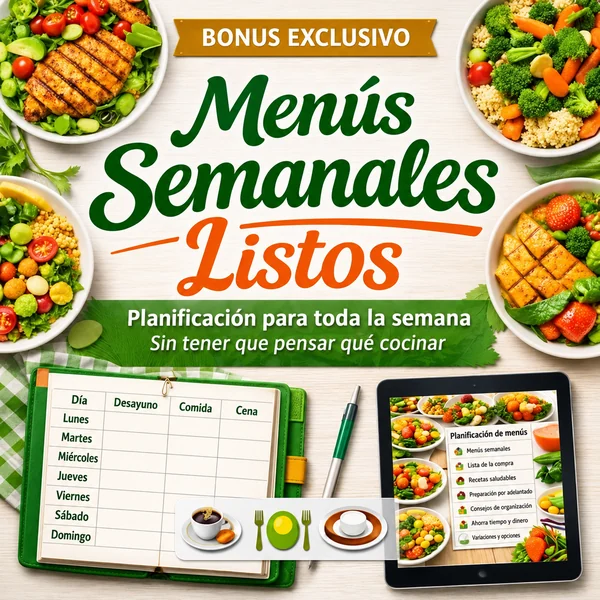 BONUS EXCLUSIVO
Menús
Semanales
Listos
Planificación para toda la semana
Sin tener que pensar qué cocinar
Día Desayuno Comida Cena
Lunes
Martes
Miércoles
Jueves
Viernes
Sábado
Domingo
Planificación de menús
Menús semanales
Lista de la compra
Recetas saludables
Preparación por adelantado
Consejos de organización
Ahorra tiempo y dinero
Variaciones y opciones